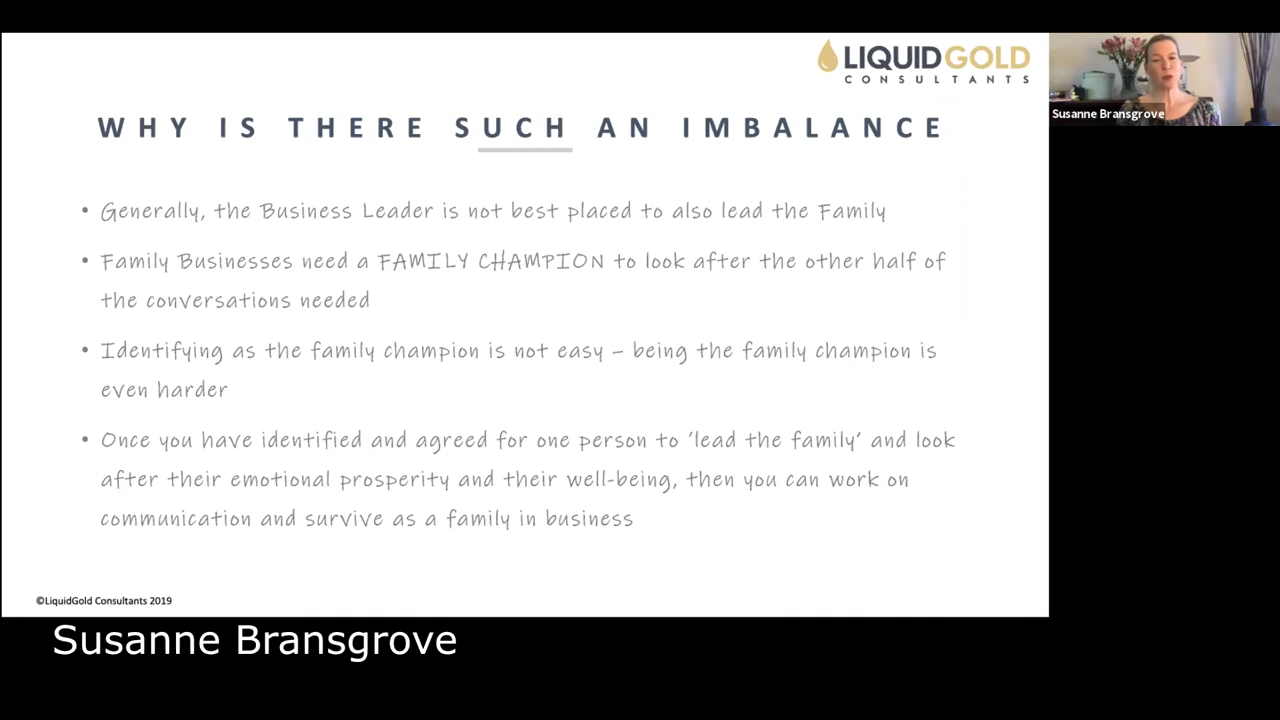 LIQUIDGOLD
CONSULTANTS
WHY IS THERE SUCH AN IMBALANCE
Susanne Bransgrove
• Generally, the Business Leader is not best placed to also lead the Family
• Family Businesses need a FAMILY CHAMPION to look after the other half of
the conversations needed
• Identifying as the family champion is not easy – being the family champion is
even harder
• Once you have identified and agreed for one person to ‘lead the family’ and look
after their emotional prosperity and their well-being, then you can work on
communication and survive as a family in business
©LiquidGold Consultants 2019
Susanne Bransgrove